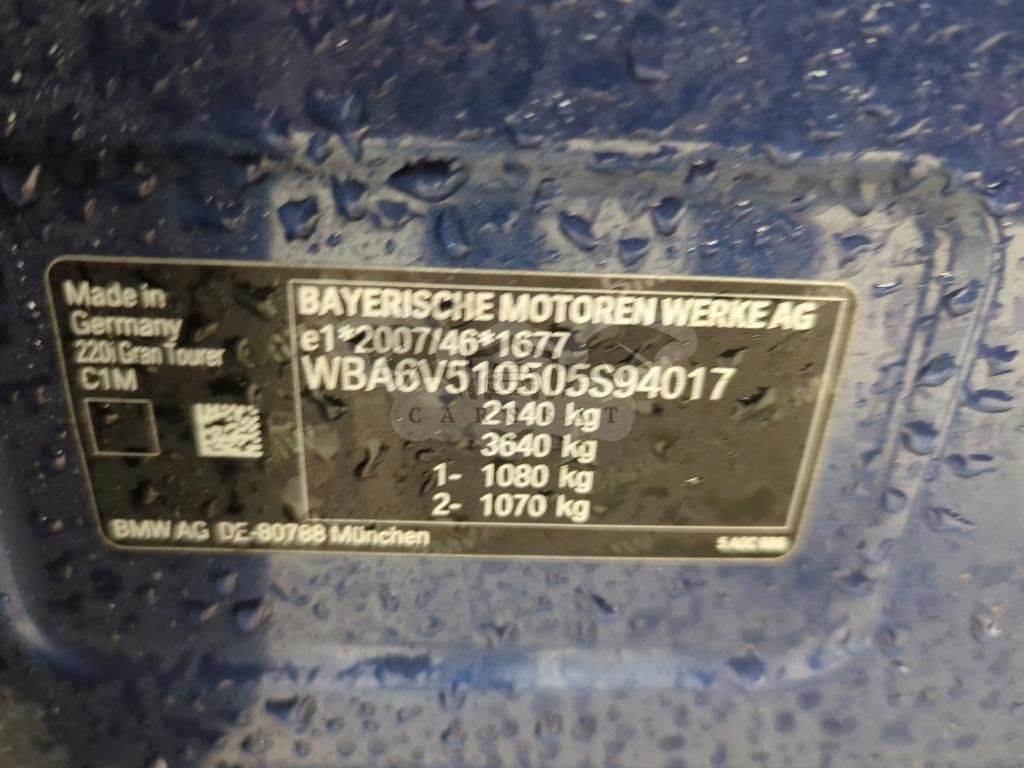 Made in
Germany
220i Gran Tourer
C1M
BAYERISCHE MOTOREN WERKE AG
e1*2007/46*1677
WBA6V510505S94017
2140 kg
3640 kg
1- 1080 kg
2- 1070 kg
BMW AG DE-80788 München